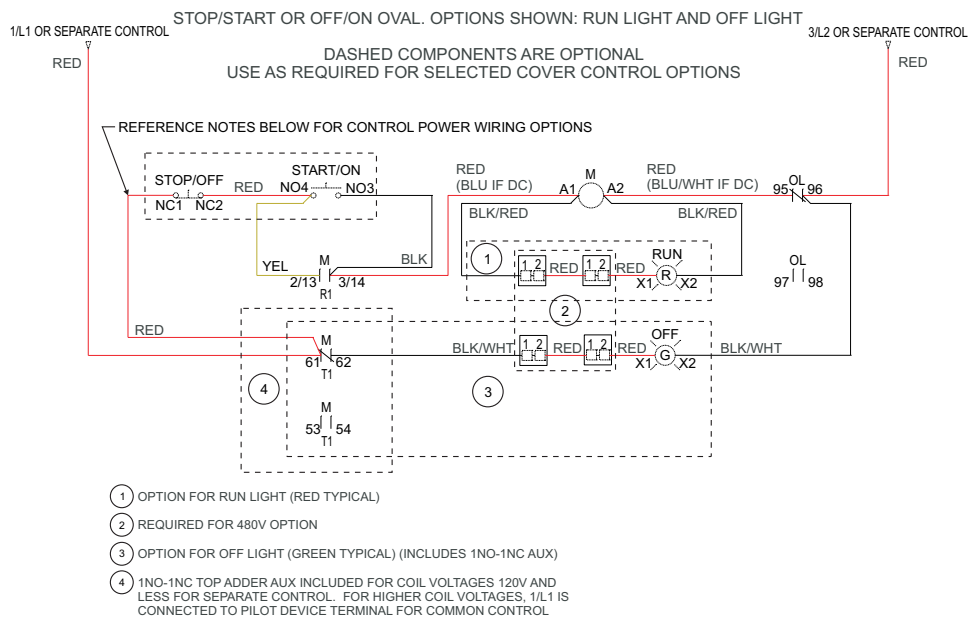 STOP/START OR OFF/ON OVAL. OPTIONS SHOWN: RUN LIGHT AND OFF LIGHT
1/L1 OR SEPARATE CONTROL
3/L2 OR SEPARATE CONTROL
DASHED COMPONENTS ARE OPTIONAL
RED
RED
USE AS REQUIRED FOR SELECTED COVER CONTROL OPTIONS
REFERENCE NOTES BELOW FOR CONTROL POWER WIRING OPTIONS
STOP/OFF
RED
START/ON
NC1 NC2
NO4
NO3
RED
(BLU IF DC)
A1
M
A2
RED
(BLU/WHT IF DC)
OL
95 96
BLK/RED
BLK/RED
YEL
M
BLK
2/13 3/14
R1
1
1 2
RED
1 2
RED
RUN
R
X1 X2
OL
97 98
2
RED
M
61 62
T1
BLK/WHT
1 2
RED
1 2
RED
OFF
G
X1 X2
BLK/WHT
4
3
M
53 54
T1
1 OPTION FOR RUN LIGHT (RED TYPICAL)
2 REQUIRED FOR 480V OPTION
3 OPTION FOR OFF LIGHT (GREEN TYPICAL) (INCLUDES 1NO-1NC AUX)
4 1NO-1NC TOP ADDER AUX INCLUDED FOR COIL VOLTAGES 120V AND
LESS FOR SEPARATE CONTROL. FOR HIGHER COIL VOLTAGES, 1/L1 IS
CONNECTED TO PILOT DEVICE TERMINAL FOR COMMON CONTROL